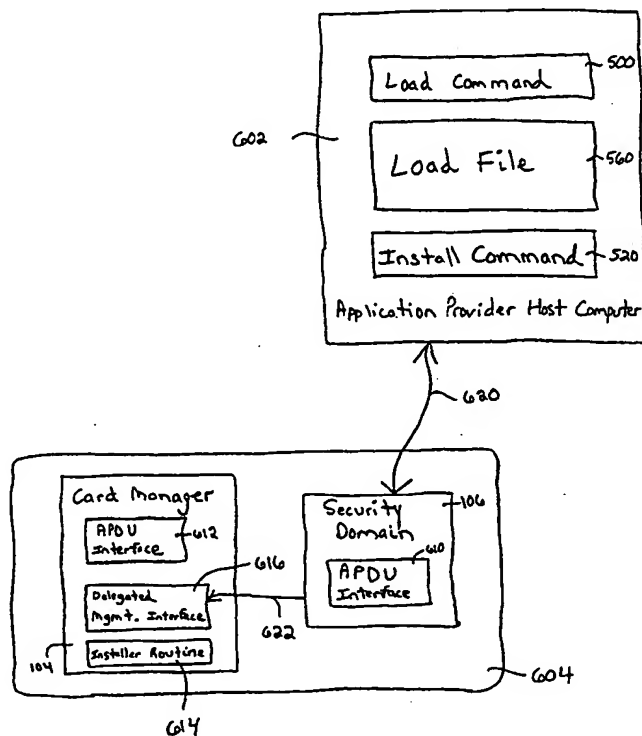 Load Command
500
602
Load File
560
Install Command
520
Application Provider Host Computer
620
Card Manager
APDU
Interface
612
Security
Domain
106
616
APDU
Interface
610
Delegated
Mgmt. Interface
622
104
Installer Routine
604
614